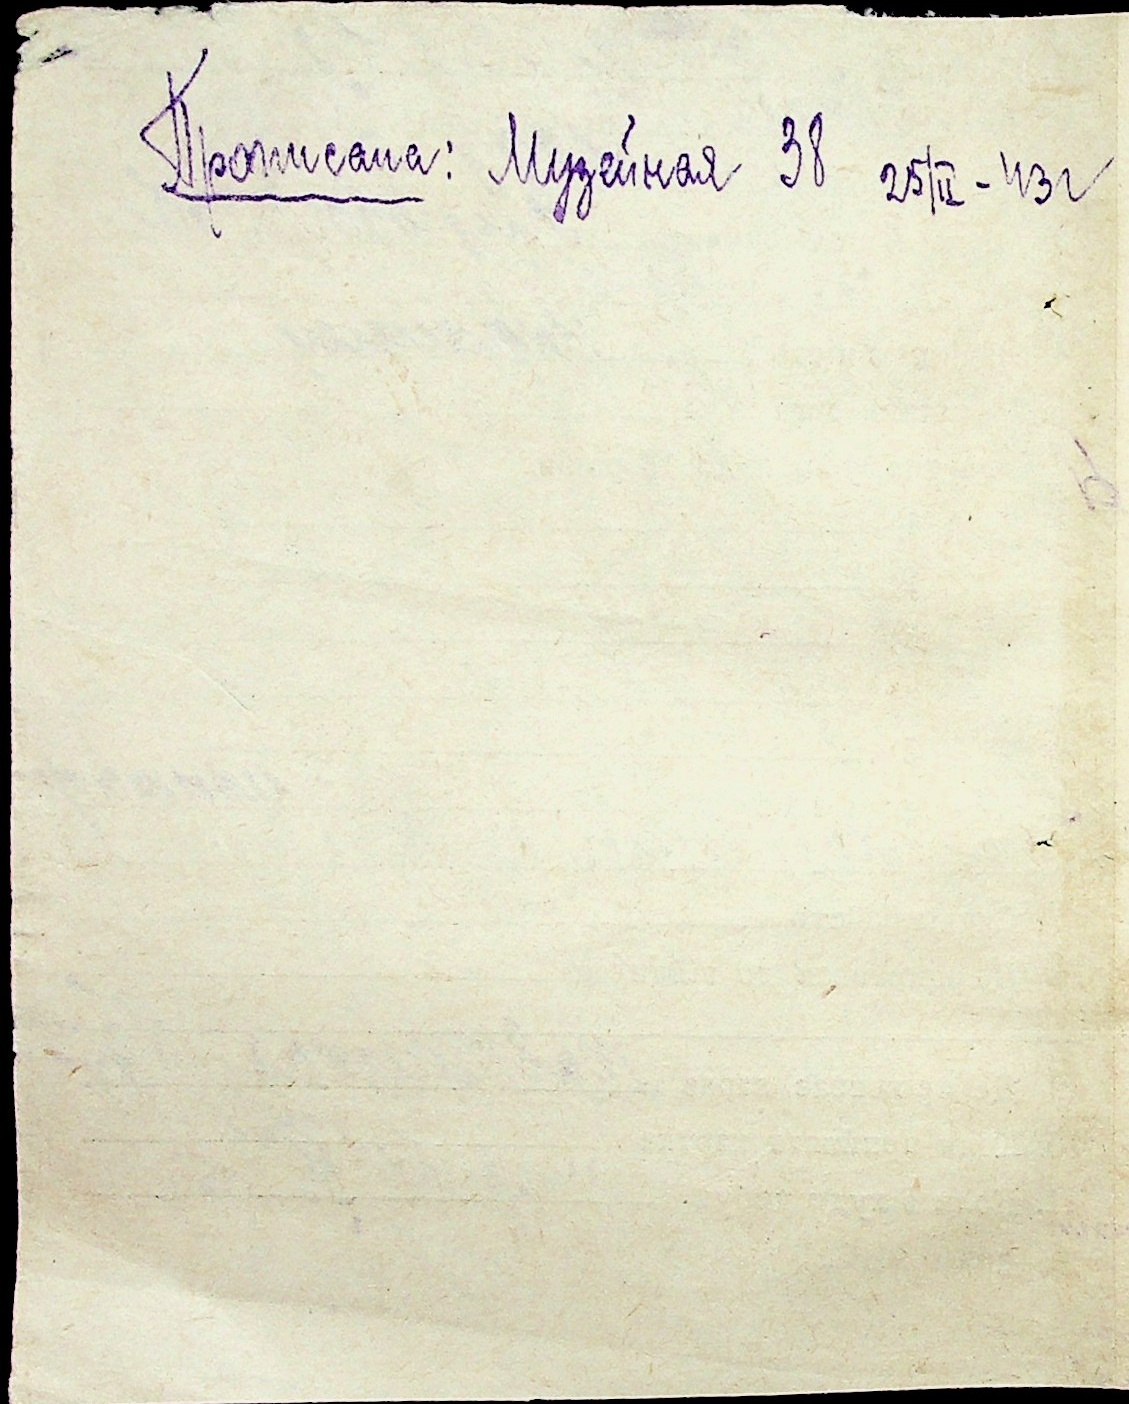 Прописана: Музейная 38 25/II - 43г